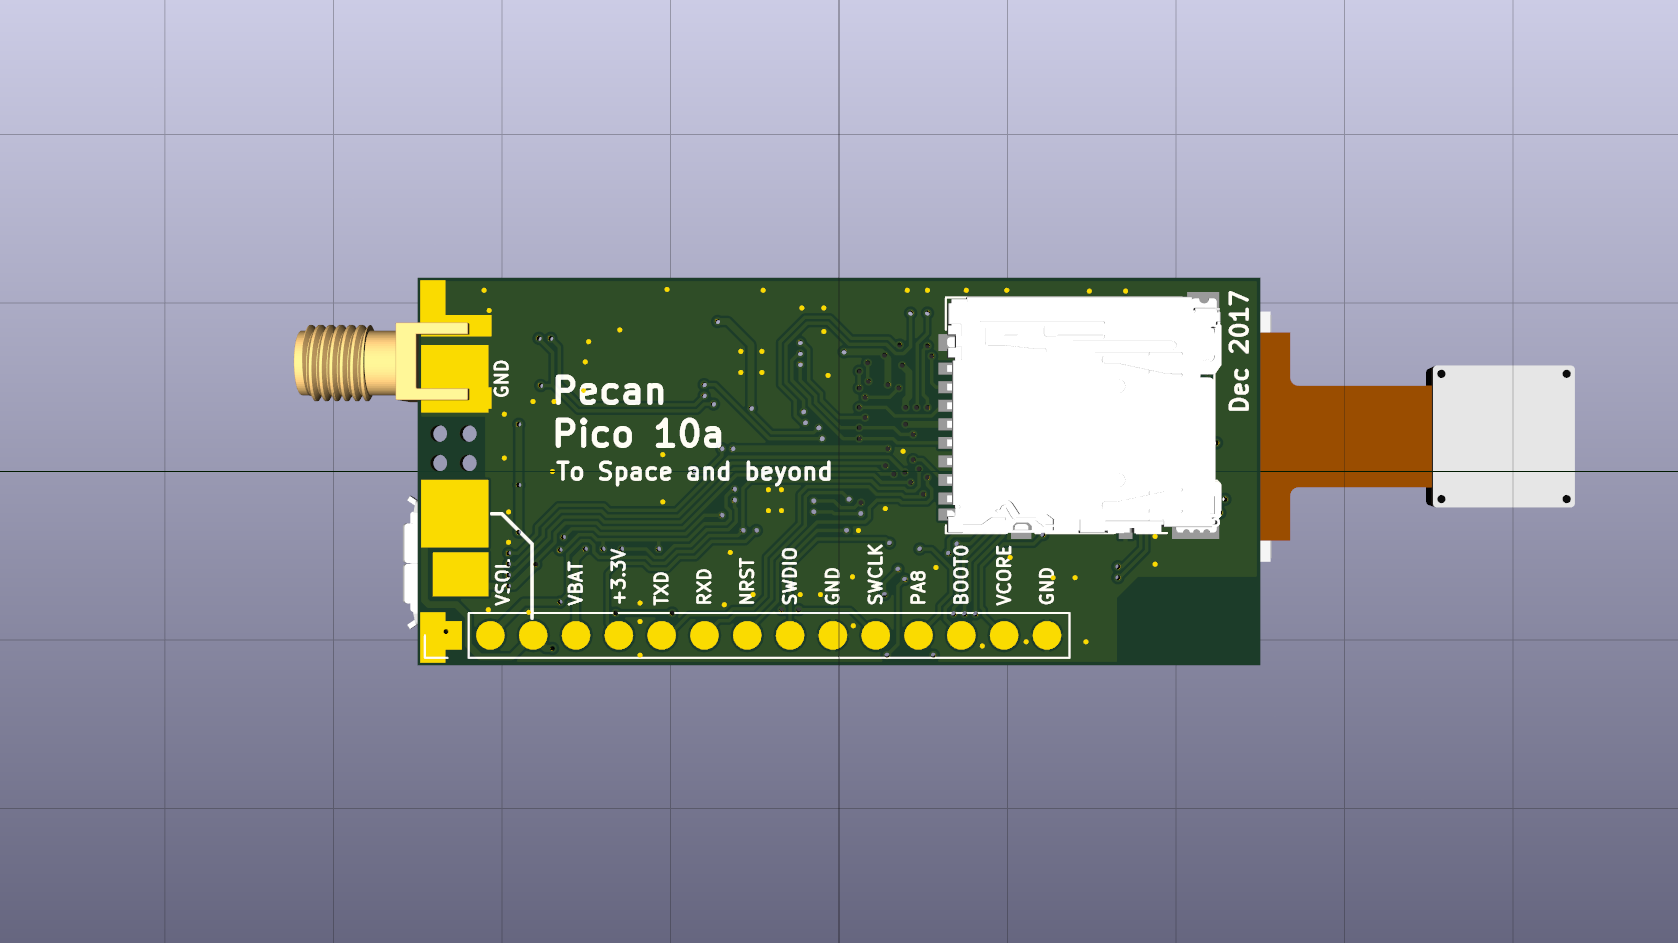 Pecan
Pico 10a
To Space and beyond
Dec 2017
GND
VSOL
VBAT
+3.3V
TXD
RXD
NRST
SWDIO
GND
SWCLK
PA8
BOOT0
VCORE
GND